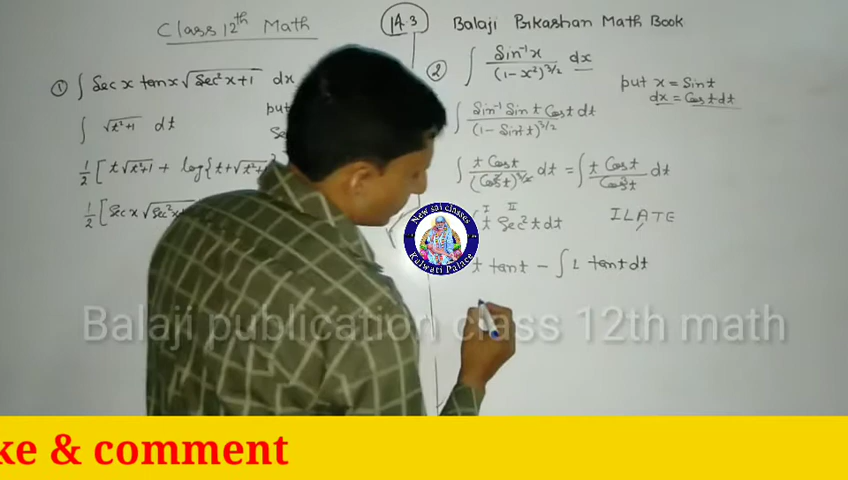 Class 12th Math
14.3 Balaji Prkashan Math Book
① ∫ Sec x tan x √(Sec²x+1) dx
put
∫ √(t²+1) dt
Se
1/2 [ t√(t²+1) + log{t+√(t²+
1/2 [ Sec x √(Sec²x+
② ∫ Sin⁻¹x / (1-x²)^3/2 dx
put x = Sin t
dx = Cos t dt
∫ Sin⁻¹ Sin t Cos t dt / (1 - Sin²t)^3/2
∫ t Cos t / (Cos²t)^3/2 dt = ∫ t Cos t / Cos³t dt
I II
t Sec²t dt ILATE
t tan t - ∫ 1 tan t dt
New sai classes
Kalwati Palace
Balaji publication class 12th math
ke & comment